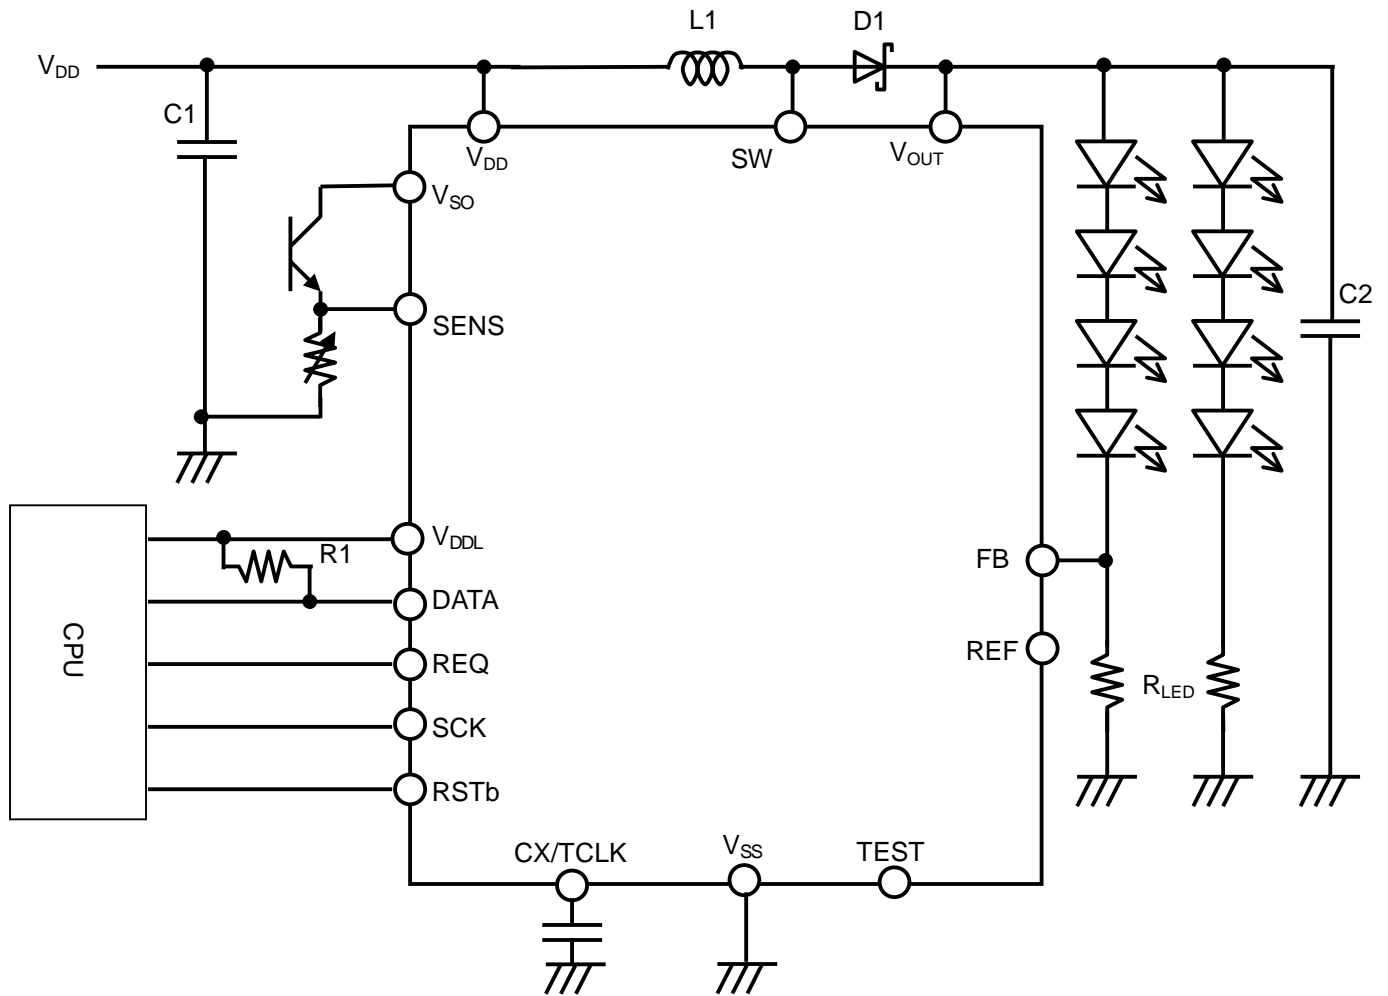 L1
D1
VDD
C1
VDD
SW
VOUT
VSO
C2
SENS
VDDL
R1
FB
DATA
CPU
REQ
REF
RLED
SCK
RSTb
CX/TCLK
VSS
TEST